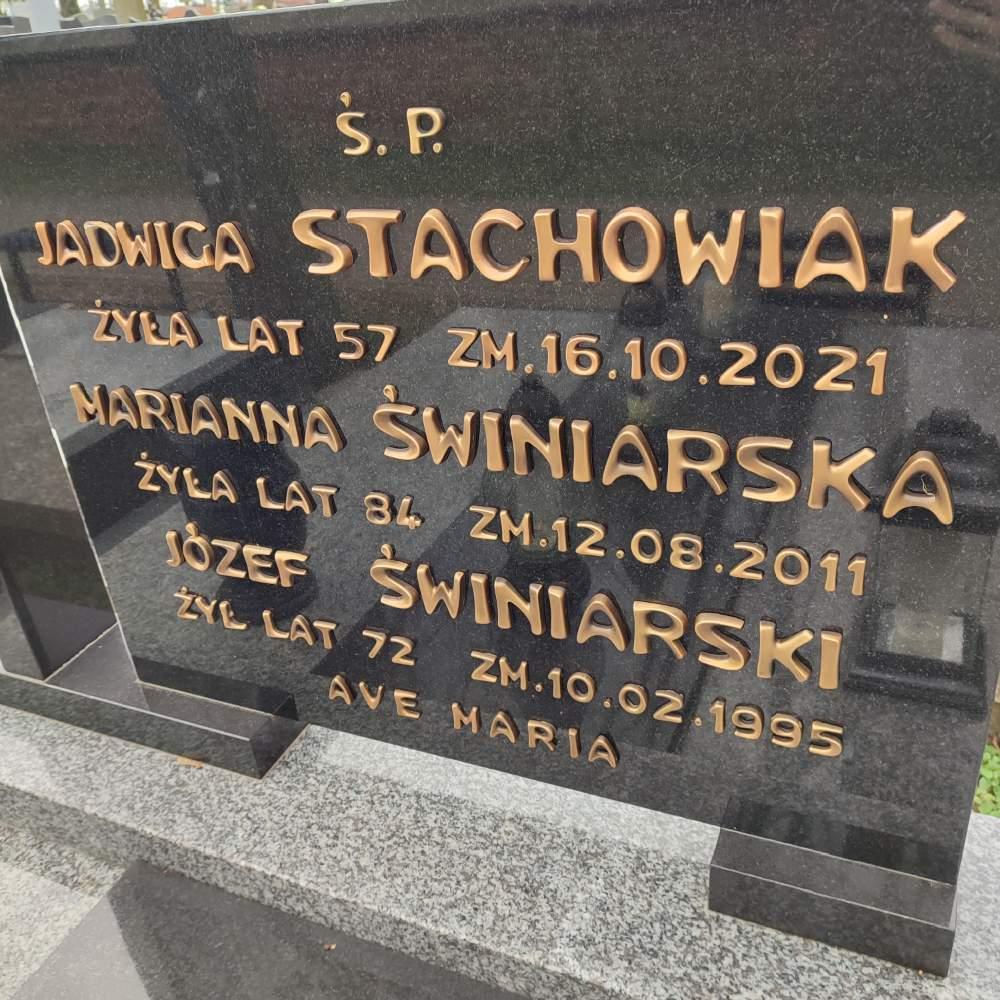 Ś. P.
JADWIGA STACHOWIAK
ŻYŁA LAT 57 ZM. 16.10.2021
MARIANNA ŚWINIARSKA
ŻYŁA LAT 84 ZM. 12.08.2011
JÓZEF ŚWINIARSKI
ŻYŁ LAT 72 ZM. 10.02.1995
AVE MARIA